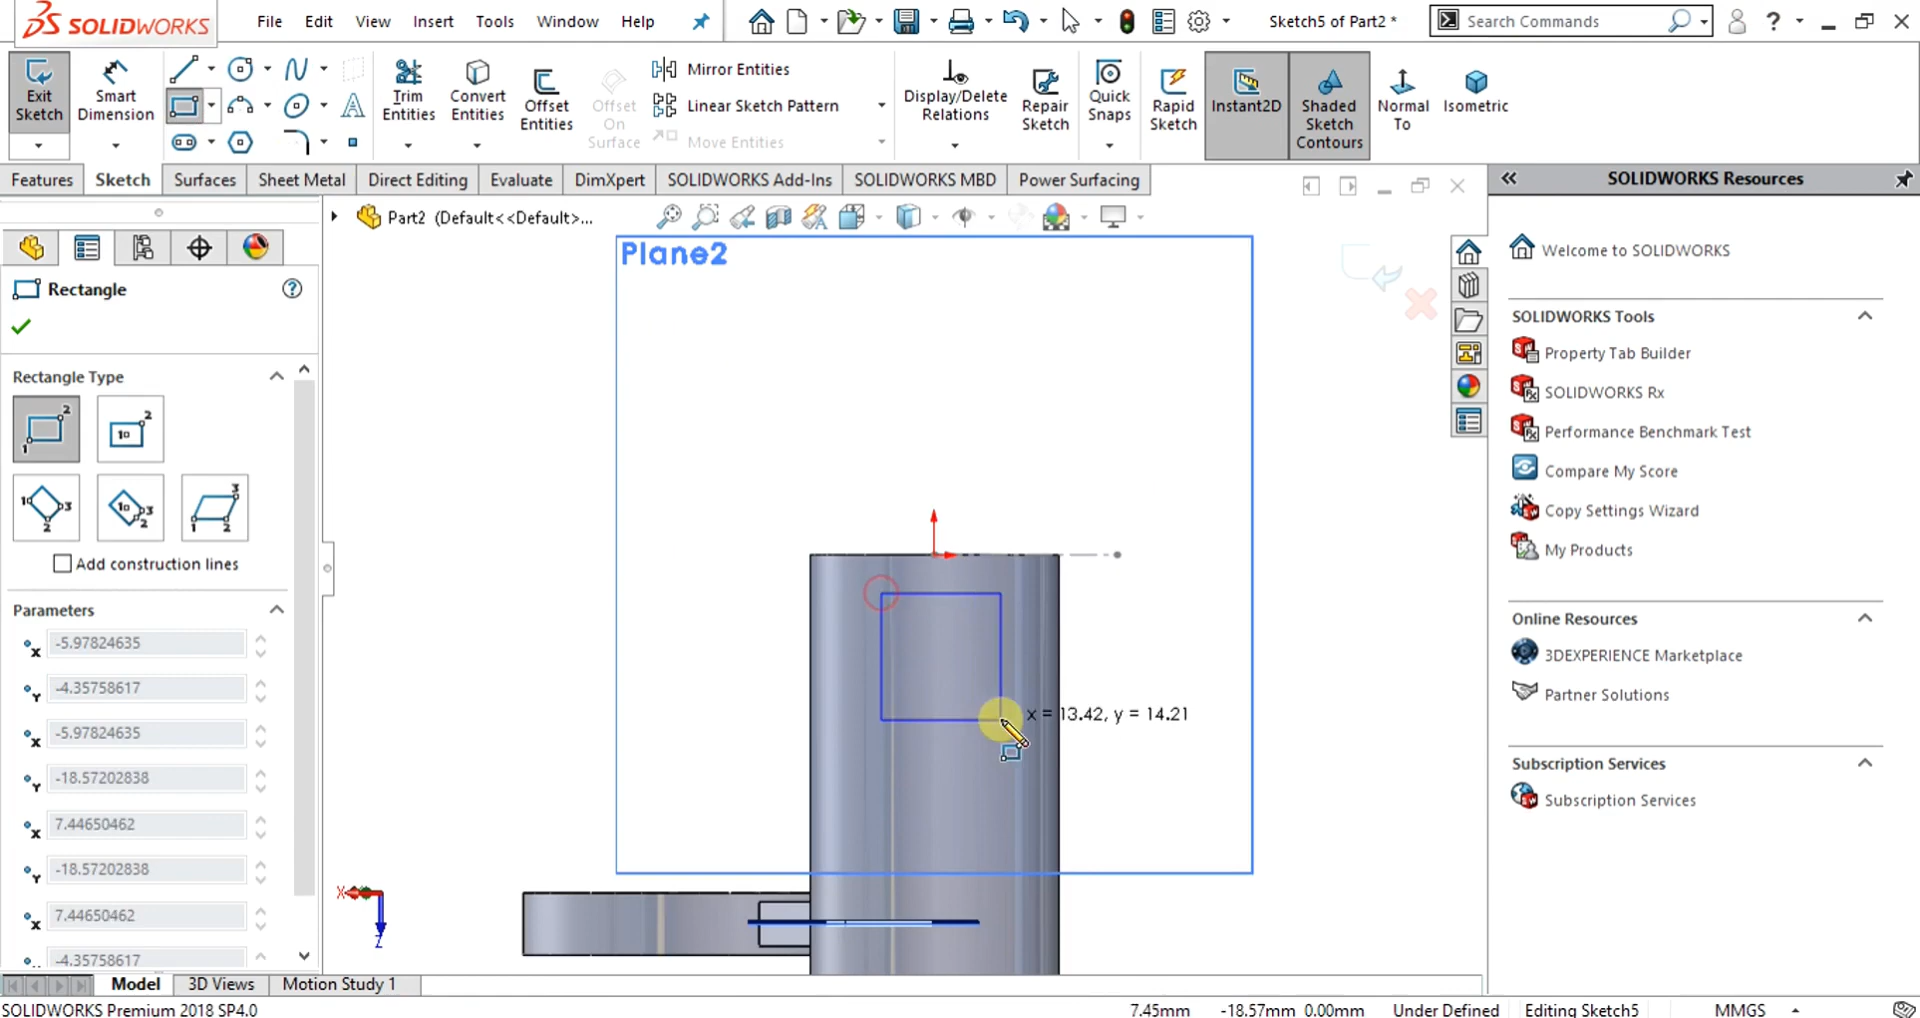 SOLIDWORKS File Edit View Insert Tools Window Help Sketch5 of Part2 * Search Commands ?
Exit Sketch
Smart Dimension
Trim Entities
Convert Entities
Offset Entities
Offset On Surface
Mirror Entities
Linear Sketch Pattern
Move Entities
Display/Delete Relations
Repair Sketch
Quick Snaps
Rapid Sketch
Instant2D
Shaded Sketch Contours
Normal To
Isometric
Features Sketch Surfaces Sheet Metal Direct Editing Evaluate DimXpert SOLIDWORKS Add-Ins SOLIDWORKS MBD Power Surfacing
Part2 (Default<<Default>...
Rectangle
Rectangle Type
Add construction lines
Parameters
X -5.97824635
Y -4.35758617
X -5.97824635
Y -18.57202838
X 7.44650462
Y -18.57202838
X 7.44650462
-4.35758617
Plane2
x = 13.42, y = 14.21
X
Z
SOLIDWORKS Resources
Welcome to SOLIDWORKS
SOLIDWORKS Tools
Property Tab Builder
SOLIDWORKS Rx
Performance Benchmark Test
Compare My Score
Copy Settings Wizard
My Products
Online Resources
3DEXPERIENCE Marketplace
Partner Solutions
Subscription Services
Subscription Services
Model 3D Views Motion Study 1
SOLIDWORKS Premium 2018 SP4.0 7.45mm -18.57mm 0.00mm Under Defined Editing Sketch5 MMGS